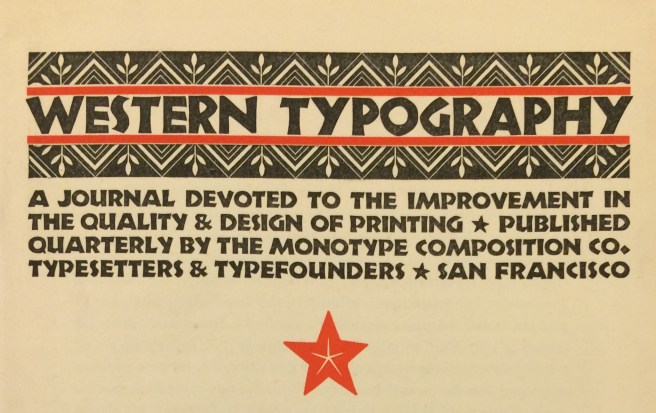 WESTERN TYPOGRAPHY
A JOURNAL DEVOTED TO THE IMPROVEMENT IN
THE QUALITY & DESIGN OF PRINTING ★ PUBLISHED
QUARTERLY BY THE MONOTYPE COMPOSITION CO.
TYPESETTERS & TYPEFOUNDERS ★ SAN FRANCISCO